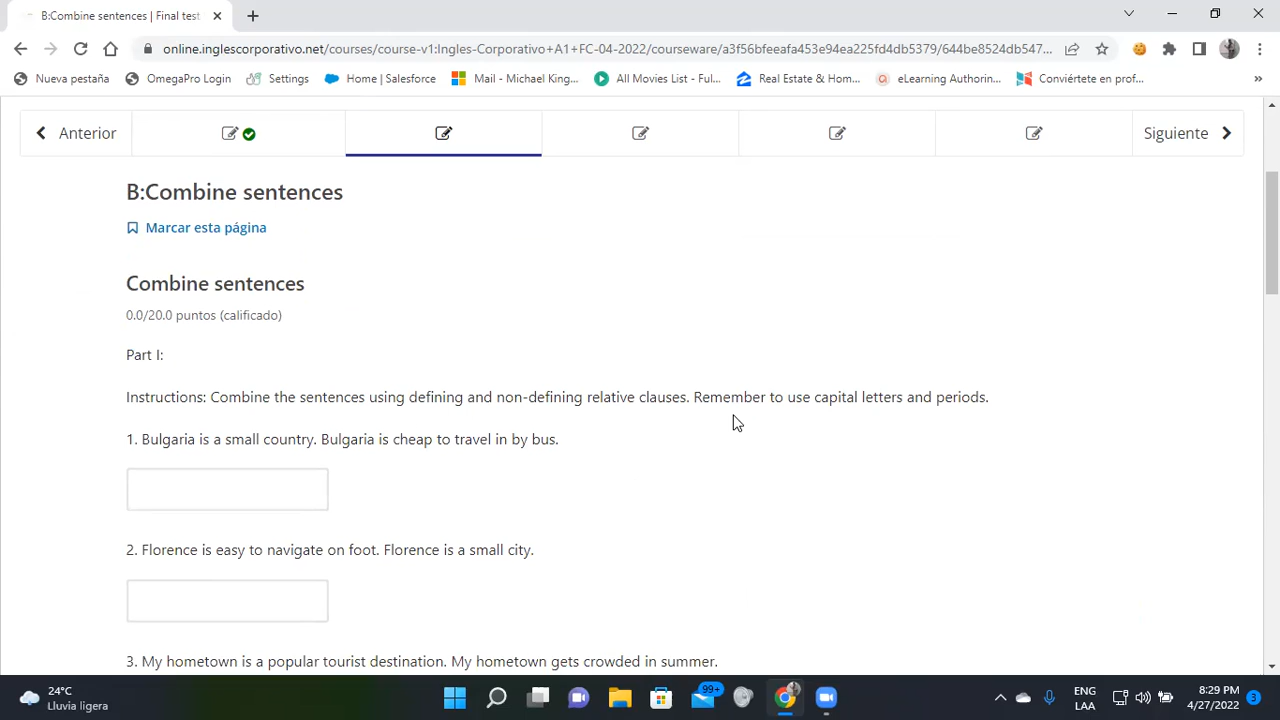 B:Combine sentences | Final test
online.inglescorporativo.net/courses/course-v1:Ingles-Corporativo+A1+FC-04-2022/courseware/a3f56bfeeafa453e94ea225fd4db5379/644be8524db547...
Nueva pestaña
OmegaPro Login
Settings
Home | Salesforce
Mail - Michael King...
All Movies List - Ful...
Real Estate & Hom...
eLearning Authorin...
Conviértete en prof...
»
Anterior
Siguiente
B:Combine sentences
Marcar esta página
Combine sentences
0.0/20.0 puntos (calificado)
Part I:
Instructions: Combine the sentences using defining and non-defining relative clauses. Remember to use capital letters and periods.
1. Bulgaria is a small country. Bulgaria is cheap to travel in by bus.
2. Florence is easy to navigate on foot. Florence is a small city.
3. My hometown is a popular tourist destination. My hometown gets crowded in summer.
24°C
Lluvia ligera
99+
ENG
LAA
8:29 PM
4/27/2022
3